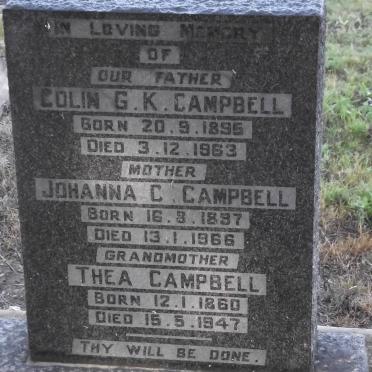 IN LOVING MEMORY
OF
OUR FATHER
COLIN G. K. CAMPBELL
BORN 20.9.1896
DIED 3.12.1963
MOTHER
JOHANNA C. CAMPBELL
BORN 16.9.1897
DIED 13.1.1966
GRANDMOTHER
THEA CAMPBELL
BORN 12.1.1860
DIED 15.5.1947
THY WILL BE DONE.